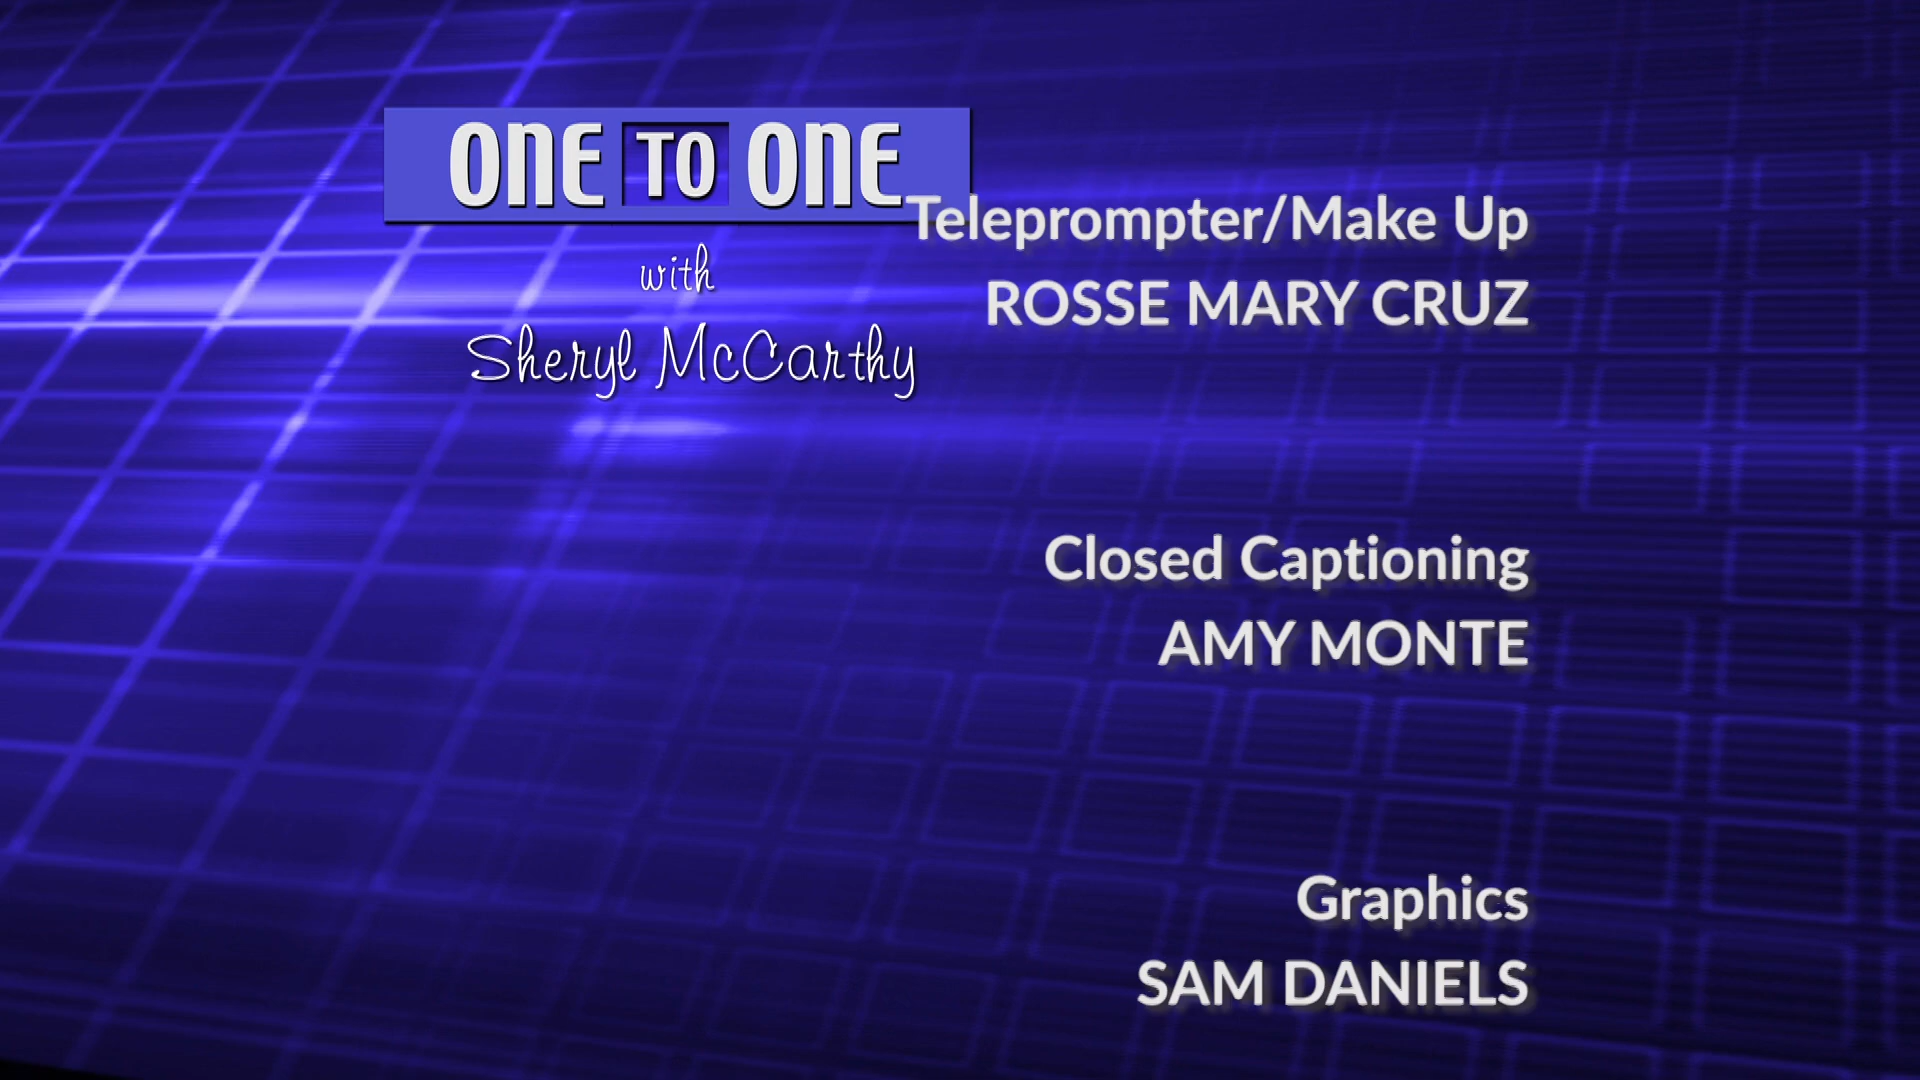 ONE TO ONE
with
Sheryl McCarthy
Teleprompter/Make Up
ROSSE MARY CRUZ
Closed Captioning
AMY MONTE
Graphics
SAM DANIELS